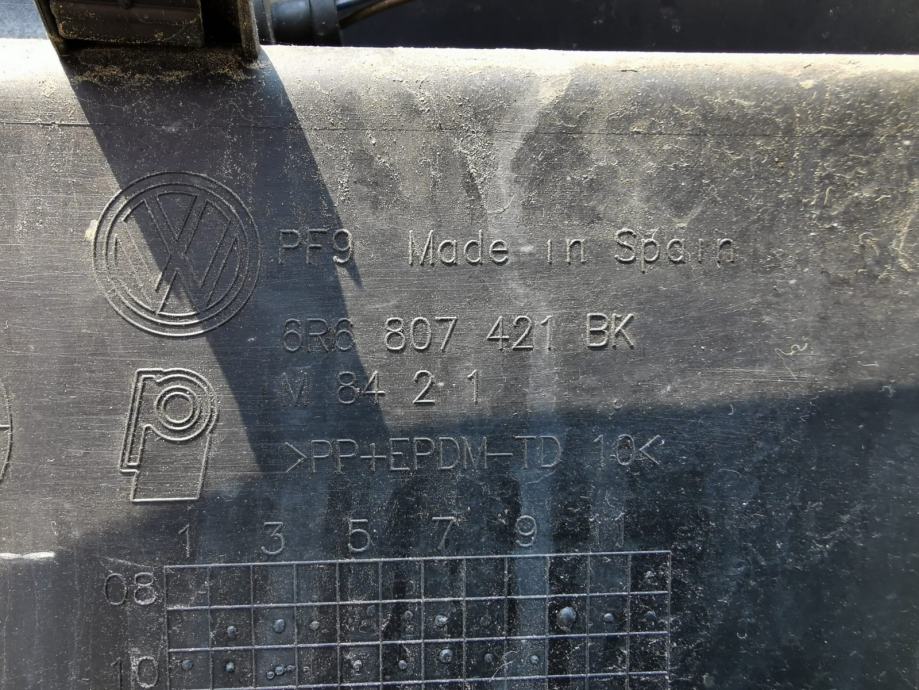 PF9 Made in Spain
6R6 807 421 BK
M 84 2 1
>PP+EPDM-TD 10<
1 3 5 7 9 11
08
10